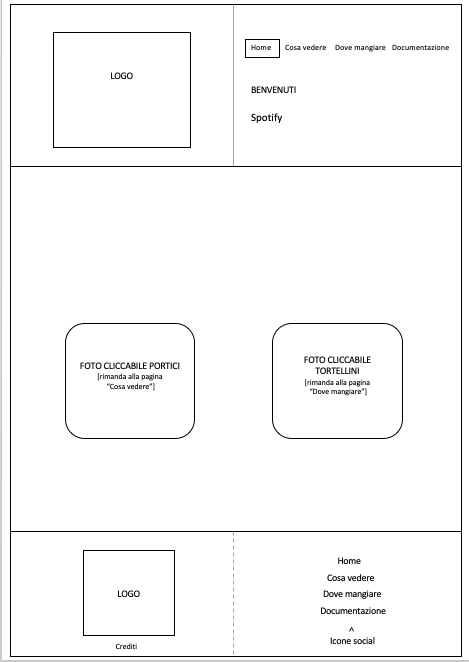 LOGO
Home Cosa vedere Dove mangiare Documentazione
BENVENUTI
Spotify
FOTO CLICCABILE PORTICI
[rimanda alla pagina
“Cosa vedere”]
FOTO CLICCABILE
TORTELLINI
[rimanda alla pagina
“Dove mangiare”]
LOGO
Crediti
Home
Cosa vedere
Dove mangiare
Documentazione
^
Icone social